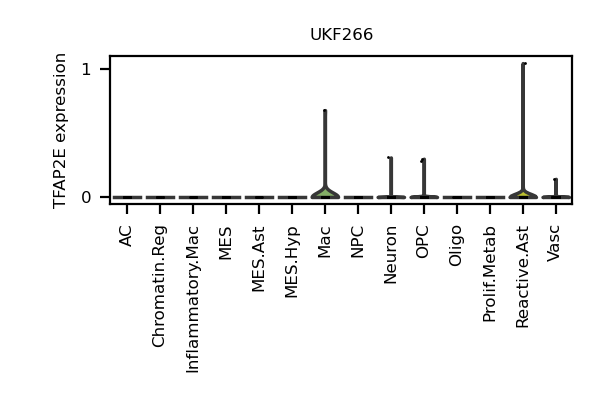 UKF266
TFAP2E expression
1
0
AC
Chromatin.Reg
Inflammatory.Mac
MES
MES.Ast
MES.Hyp
Mac
NPC
Neuron
OPC
Oligo
Prolif.Metab
Reactive.Ast
Vasc